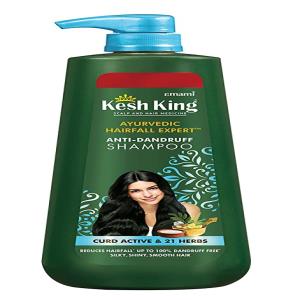 emami
Kesh King
SCALP AND HAIR MEDICINE
AYURVEDIC
HAIRFALL EXPERT™
ANTI-DANDRUFF
SHAMPOO
CURD ACTIVE & 21 HERBS
REDUCES HAIRFALL* UP TO 100% DANDRUFF FREE*
SILKY, SHINY, SMOOTH HAIR